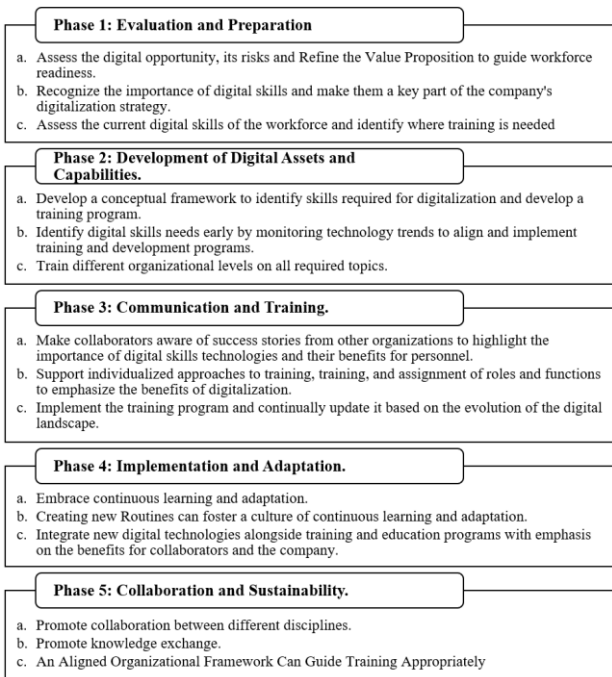 Phase 1: Evaluation and Preparation
a. Assess the digital opportunity, its risks and Refine the Value Proposition to guide workforce
readiness.
b. Recognize the importance of digital skills and make them a key part of the company's
digitalization strategy.
c. Assess the current digital skills of the workforce and identify where training is needed
Phase 2: Development of Digital Assets and
Capabilities.
a. Develop a conceptual framework to identify skills required for digitalization and develop a
training program.
b. Identify digital skills needs early by monitoring technology trends to align and implement
training and development programs.
c. Train different organizational levels on all required topics.
Phase 3: Communication and Training.
a. Make collaborators aware of success stories from other organizations to highlight the
importance of digital skills technologies and their benefits for personnel.
b. Support individualized approaches to training, training, and assignment of roles and functions
to emphasize the benefits of digitalization.
c. Implement the training program and continually update it based on the evolution of the digital
landscape.
Phase 4: Implementation and Adaptation.
a. Embrace continuous learning and adaptation.
b. Creating new Routines can foster a culture of continuous learning and adaptation.
c. Integrate new digital technologies alongside training and education programs with emphasis
on the benefits for collaborators and the company.
Phase 5: Collaboration and Sustainability.
a. Promote collaboration between different disciplines.
b. Promote knowledge exchange.
c. An Aligned Organizational Framework Can Guide Training Appropriately